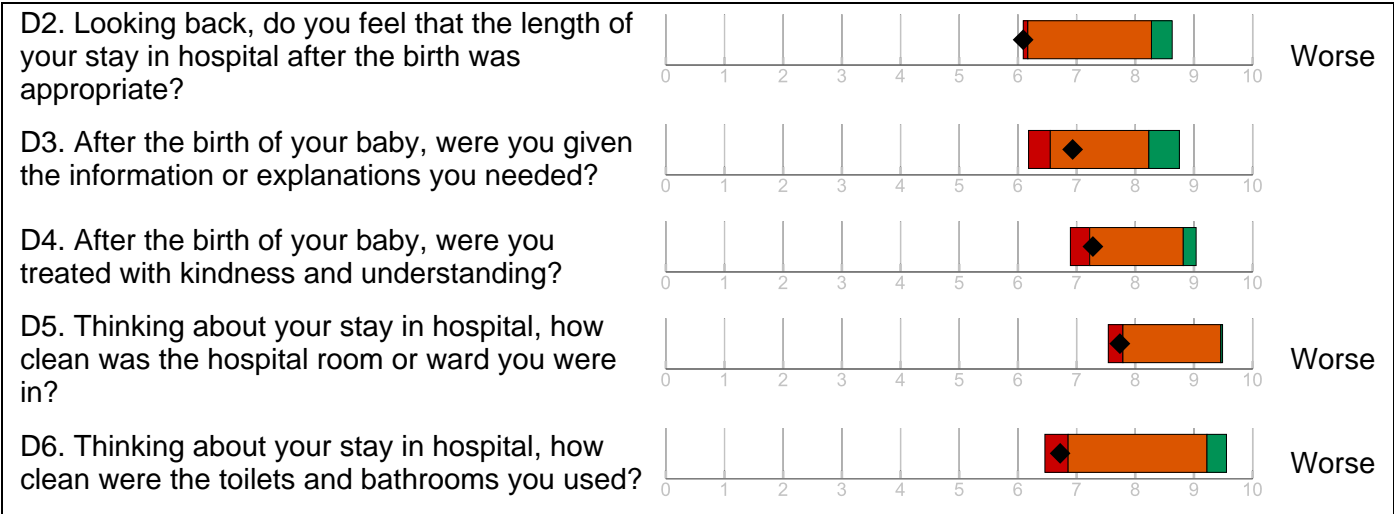 D2. Looking back, do you feel that the length of
your stay in hospital after the birth was
appropriate?
0 1 2 3 4 5 6 7 8 9 10
Worse
D3. After the birth of your baby, were you given
the information or explanations you needed?
0 1 2 3 4 5 6 7 8 9 10
D4. After the birth of your baby, were you
treated with kindness and understanding?
0 1 2 3 4 5 6 7 8 9 10
D5. Thinking about your stay in hospital, how
clean was the hospital room or ward you were
in?
0 1 2 3 4 5 6 7 8 9 10
Worse
D6. Thinking about your stay in hospital, how
clean were the toilets and bathrooms you used?
0 1 2 3 4 5 6 7 8 9 10
Worse